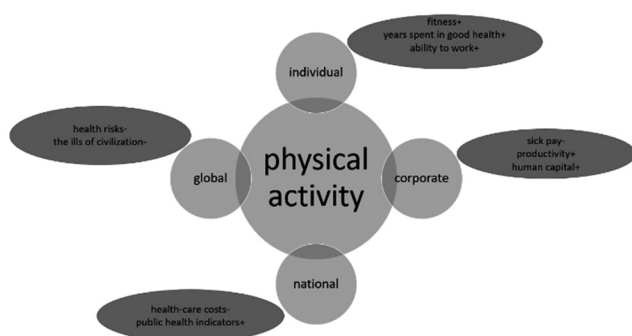 fitness+
years spent in good health+
ability to work+
individual
health risks-
the ills of civilization-
global
physical
activity
corporate
sick pay-
productivity+
human capital+
national
health-care costs-
public health indicators+